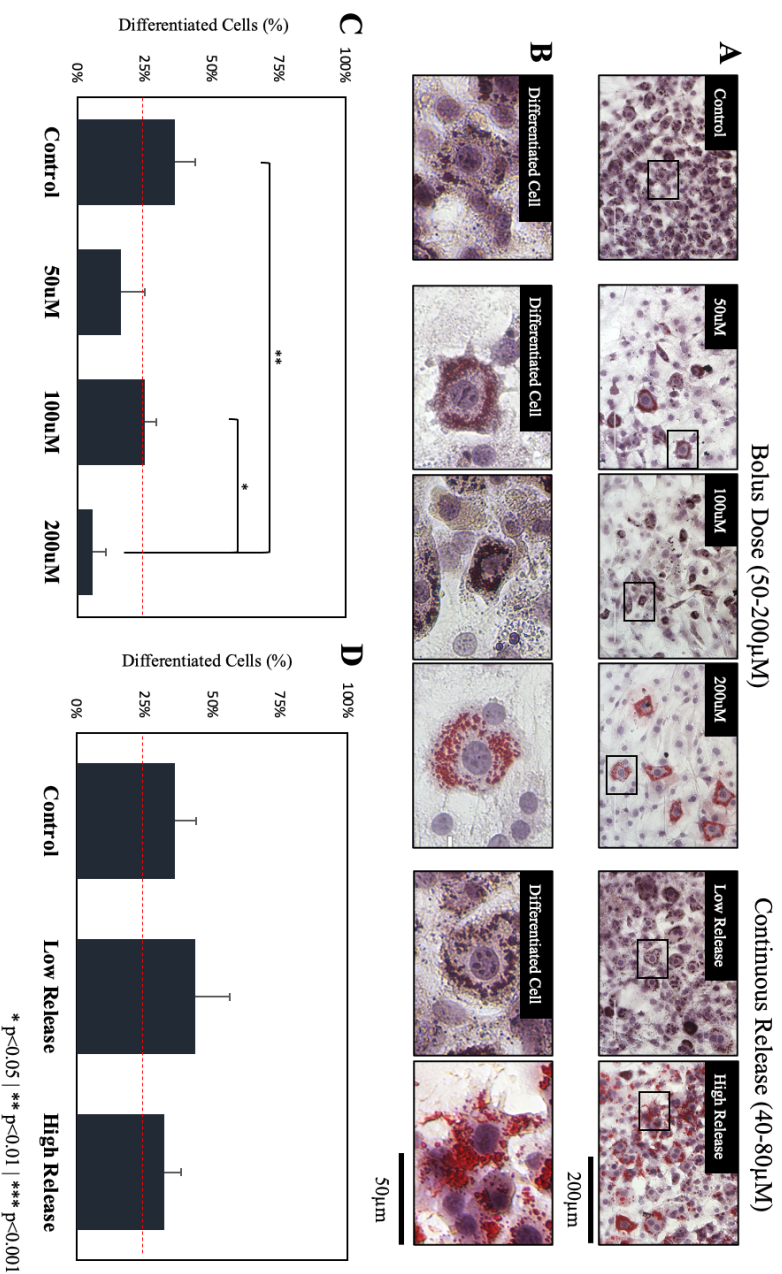 Bolus Dose (50-200μM)
Continuous Release (40-80μM)
A
Control
50uM
100uM
200uM
Low Release
High Release
200μm
B
Differentiated Cell
Differentiated Cell
Differentiated Cell
50μm
C
Differentiated Cells (%)
100%
75%
50%
25%
0%
**
*
Control
50uM
100uM
200uM
D
Differentiated Cells (%)
100%
75%
50%
25%
0%
Control
Low Release
High Release
* p<0.05 | ** p<0.01 | *** p<0.001